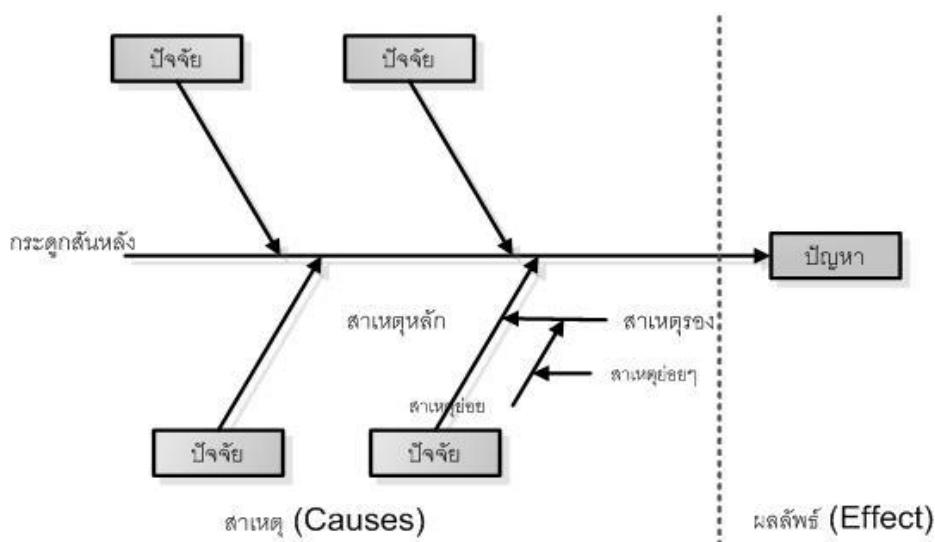 ปัจจัย
ปัจจัย
กระดูกสันหลัง
ปัญหา
สาเหตุหลัก
สาเหตุรอง
สาเหตุย่อยๆ
สาเหตุย่อย
ปัจจัย
ปัจจัย
สาเหตุ (Causes)
ผลลัพธ์ (Effect)